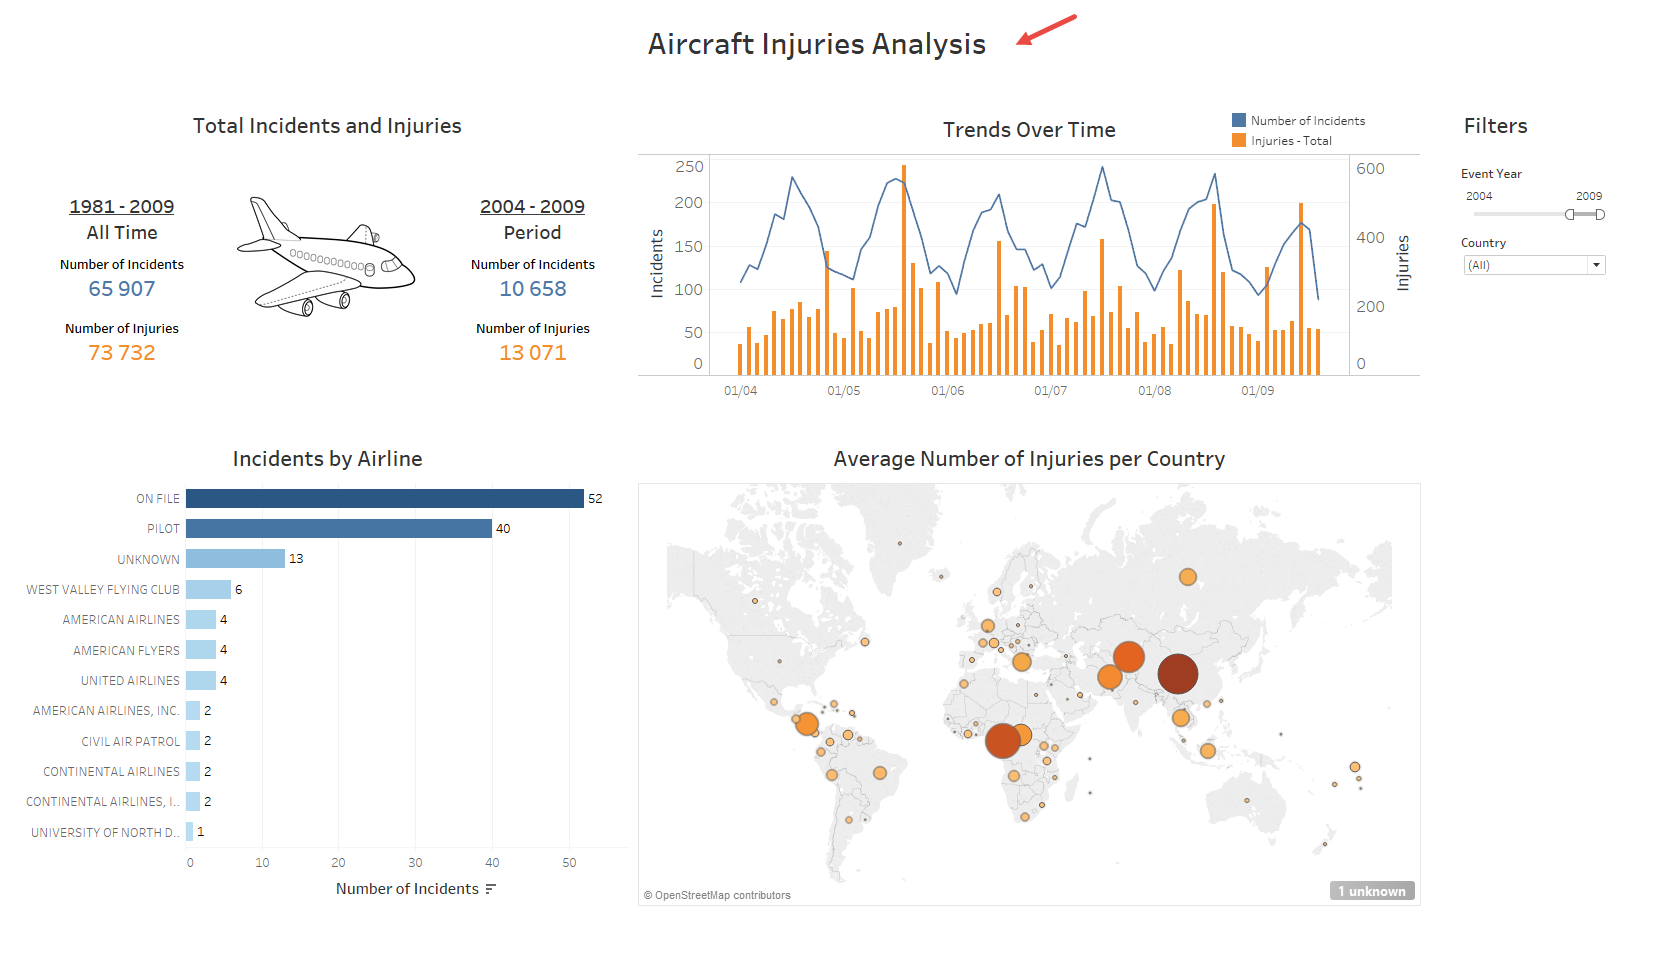 Aircraft Injuries Analysis
Total Incidents and Injuries
1981 - 2009
All Time
Number of Incidents
65 907
Number of Injuries
73 732
2004 - 2009
Period
Number of Incidents
10 658
Number of Injuries
13 071
Trends Over Time
Number of Incidents
Injuries - Total
Incidents
250
200
150
100
50
0
600
400
200
0
Injuries
01/04 01/05 01/06 01/07 01/08 01/09
Filters
Event Year
2004 2009
Country
(All)
Incidents by Airline
ON FILE 52
PILOT 40
UNKNOWN 13
WEST VALLEY FLYING CLUB 6
AMERICAN AIRLINES 4
AMERICAN FLYERS 4
UNITED AIRLINES 4
AMERICAN AIRLINES, INC. 2
CIVIL AIR PATROL 2
CONTINENTAL AIRLINES 2
CONTINENTAL AIRLINES, I.. 2
UNIVERSITY OF NORTH D.. 1
0 10 20 30 40 50
Number of Incidents
Average Number of Injuries per Country
© OpenStreetMap contributors
1 unknown